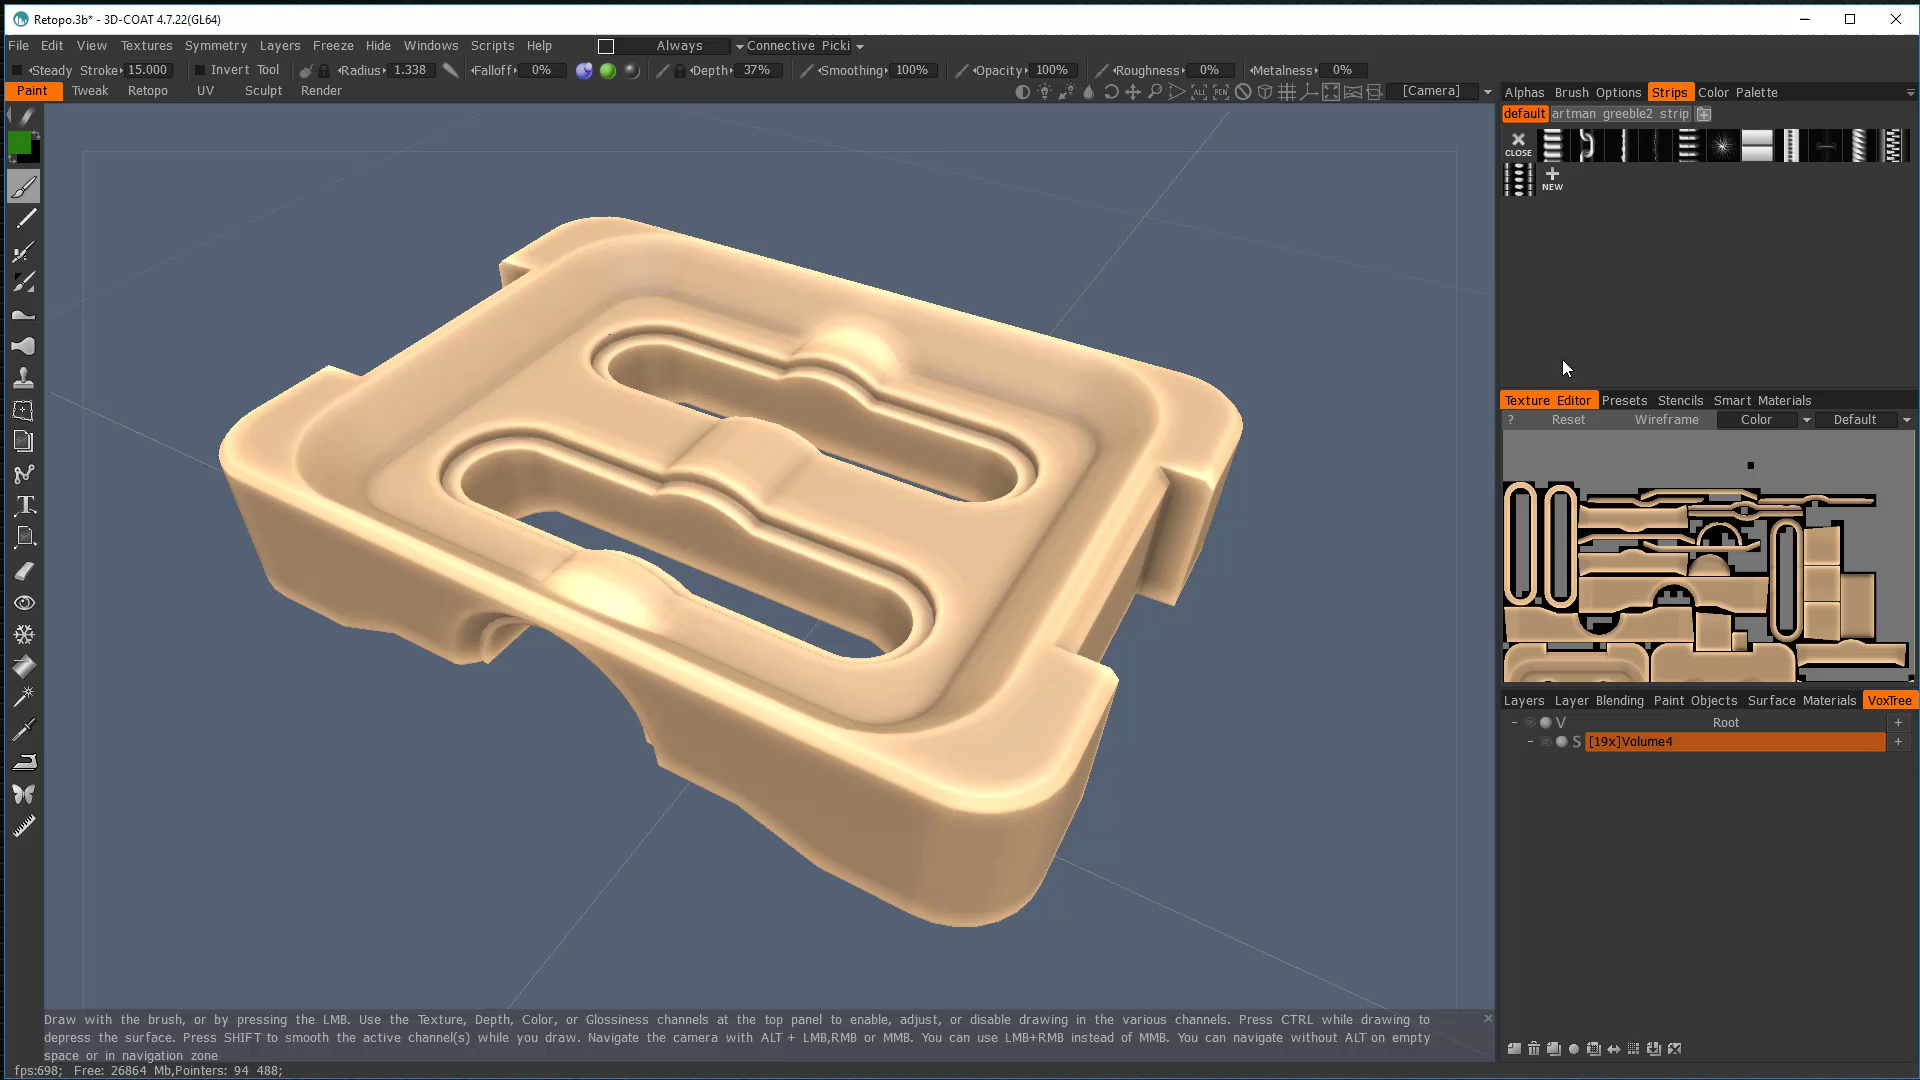 Retopo.3b* - 3D-COAT 4.7.22(GL64)
File Edit View Textures Symmetry Layers Freeze Hide Windows Scripts Help Always Connective Picki
Steady Stroke 15.000 Invert Tool Radius 1.338 Falloff 0% Depth 37% Smoothing 100% Opacity 100% Roughness 0% Metalness 0%
Paint Tweak Retopo UV Sculpt Render
ALL PEN [Camera]
Alphas Brush Options Strips Color Palette
default artman greeble2 strip
CLOSE
NEW
Texture Editor Presets Stencils Smart Materials
? Reset Wireframe Color Default
Layers Layer Blending Paint Objects Surface Materials VoxTree
V Root +
S [19x]Volume4 +
Draw with the brush, or by pressing the LMB. Use the Texture, Depth, Color, or Glossiness channels at the top panel to enable, adjust, or disable drawing in the various channels. Press CTRL while drawing to
depress the surface. Press SHIFT to smooth the active channel(s) while you draw. Navigate the camera with ALT + LMB,RMB or MMB. You can use LMB+RMB instead of MMB. You can navigate without ALT on empty
space or in navigation zone
fps:698; Free: 26864 Mb,Pointers: 94 488;